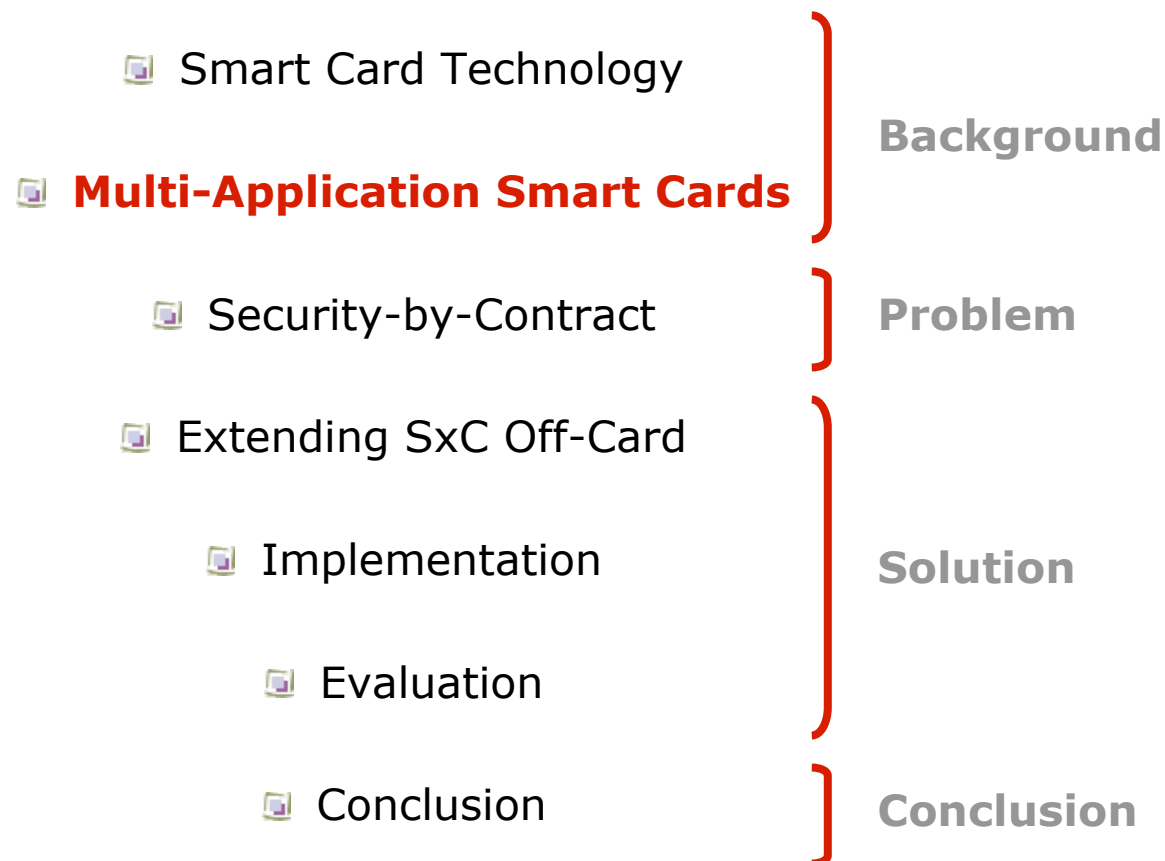 Smart Card Technology
Background
Multi-Application Smart Cards
Security-by-Contract
Problem
Extending SxC Off-Card
Implementation
Solution
Evaluation
Conclusion
Conclusion